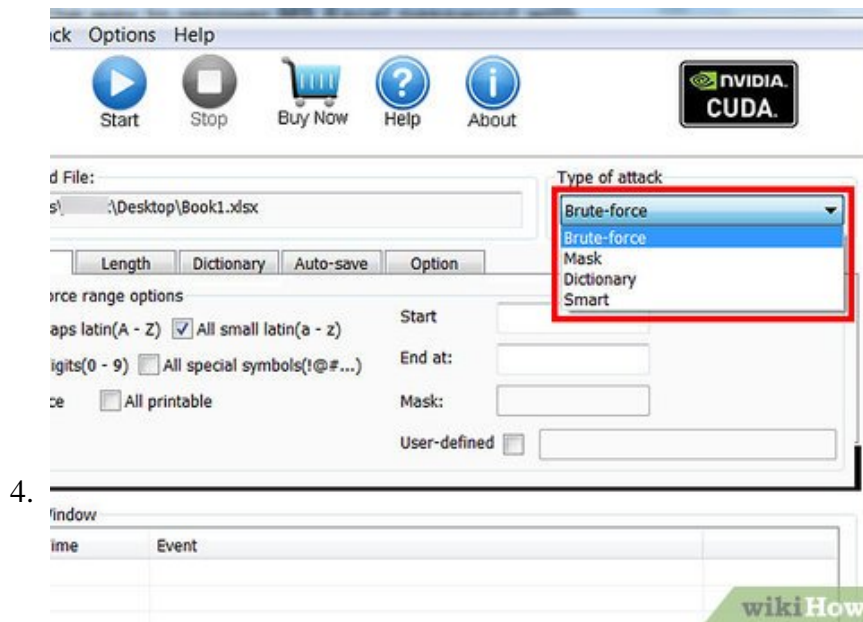 ck Options Help
Start Stop Buy Now Help About
NVIDIA.
CUDA.
d File: Type of attack
:\Desktop\Book1.xlsx Brute-force
Brute-force
Mask
Dictionary
Smart
Length Dictionary Auto-save Option
orce range options
aps latin(A - Z) All small latin(a - z) Start
igits(0 - 9) All special symbols(!@#...) End at:
ce All printable Mask:
User-defined
4.
Window
ime Event
wikiHow